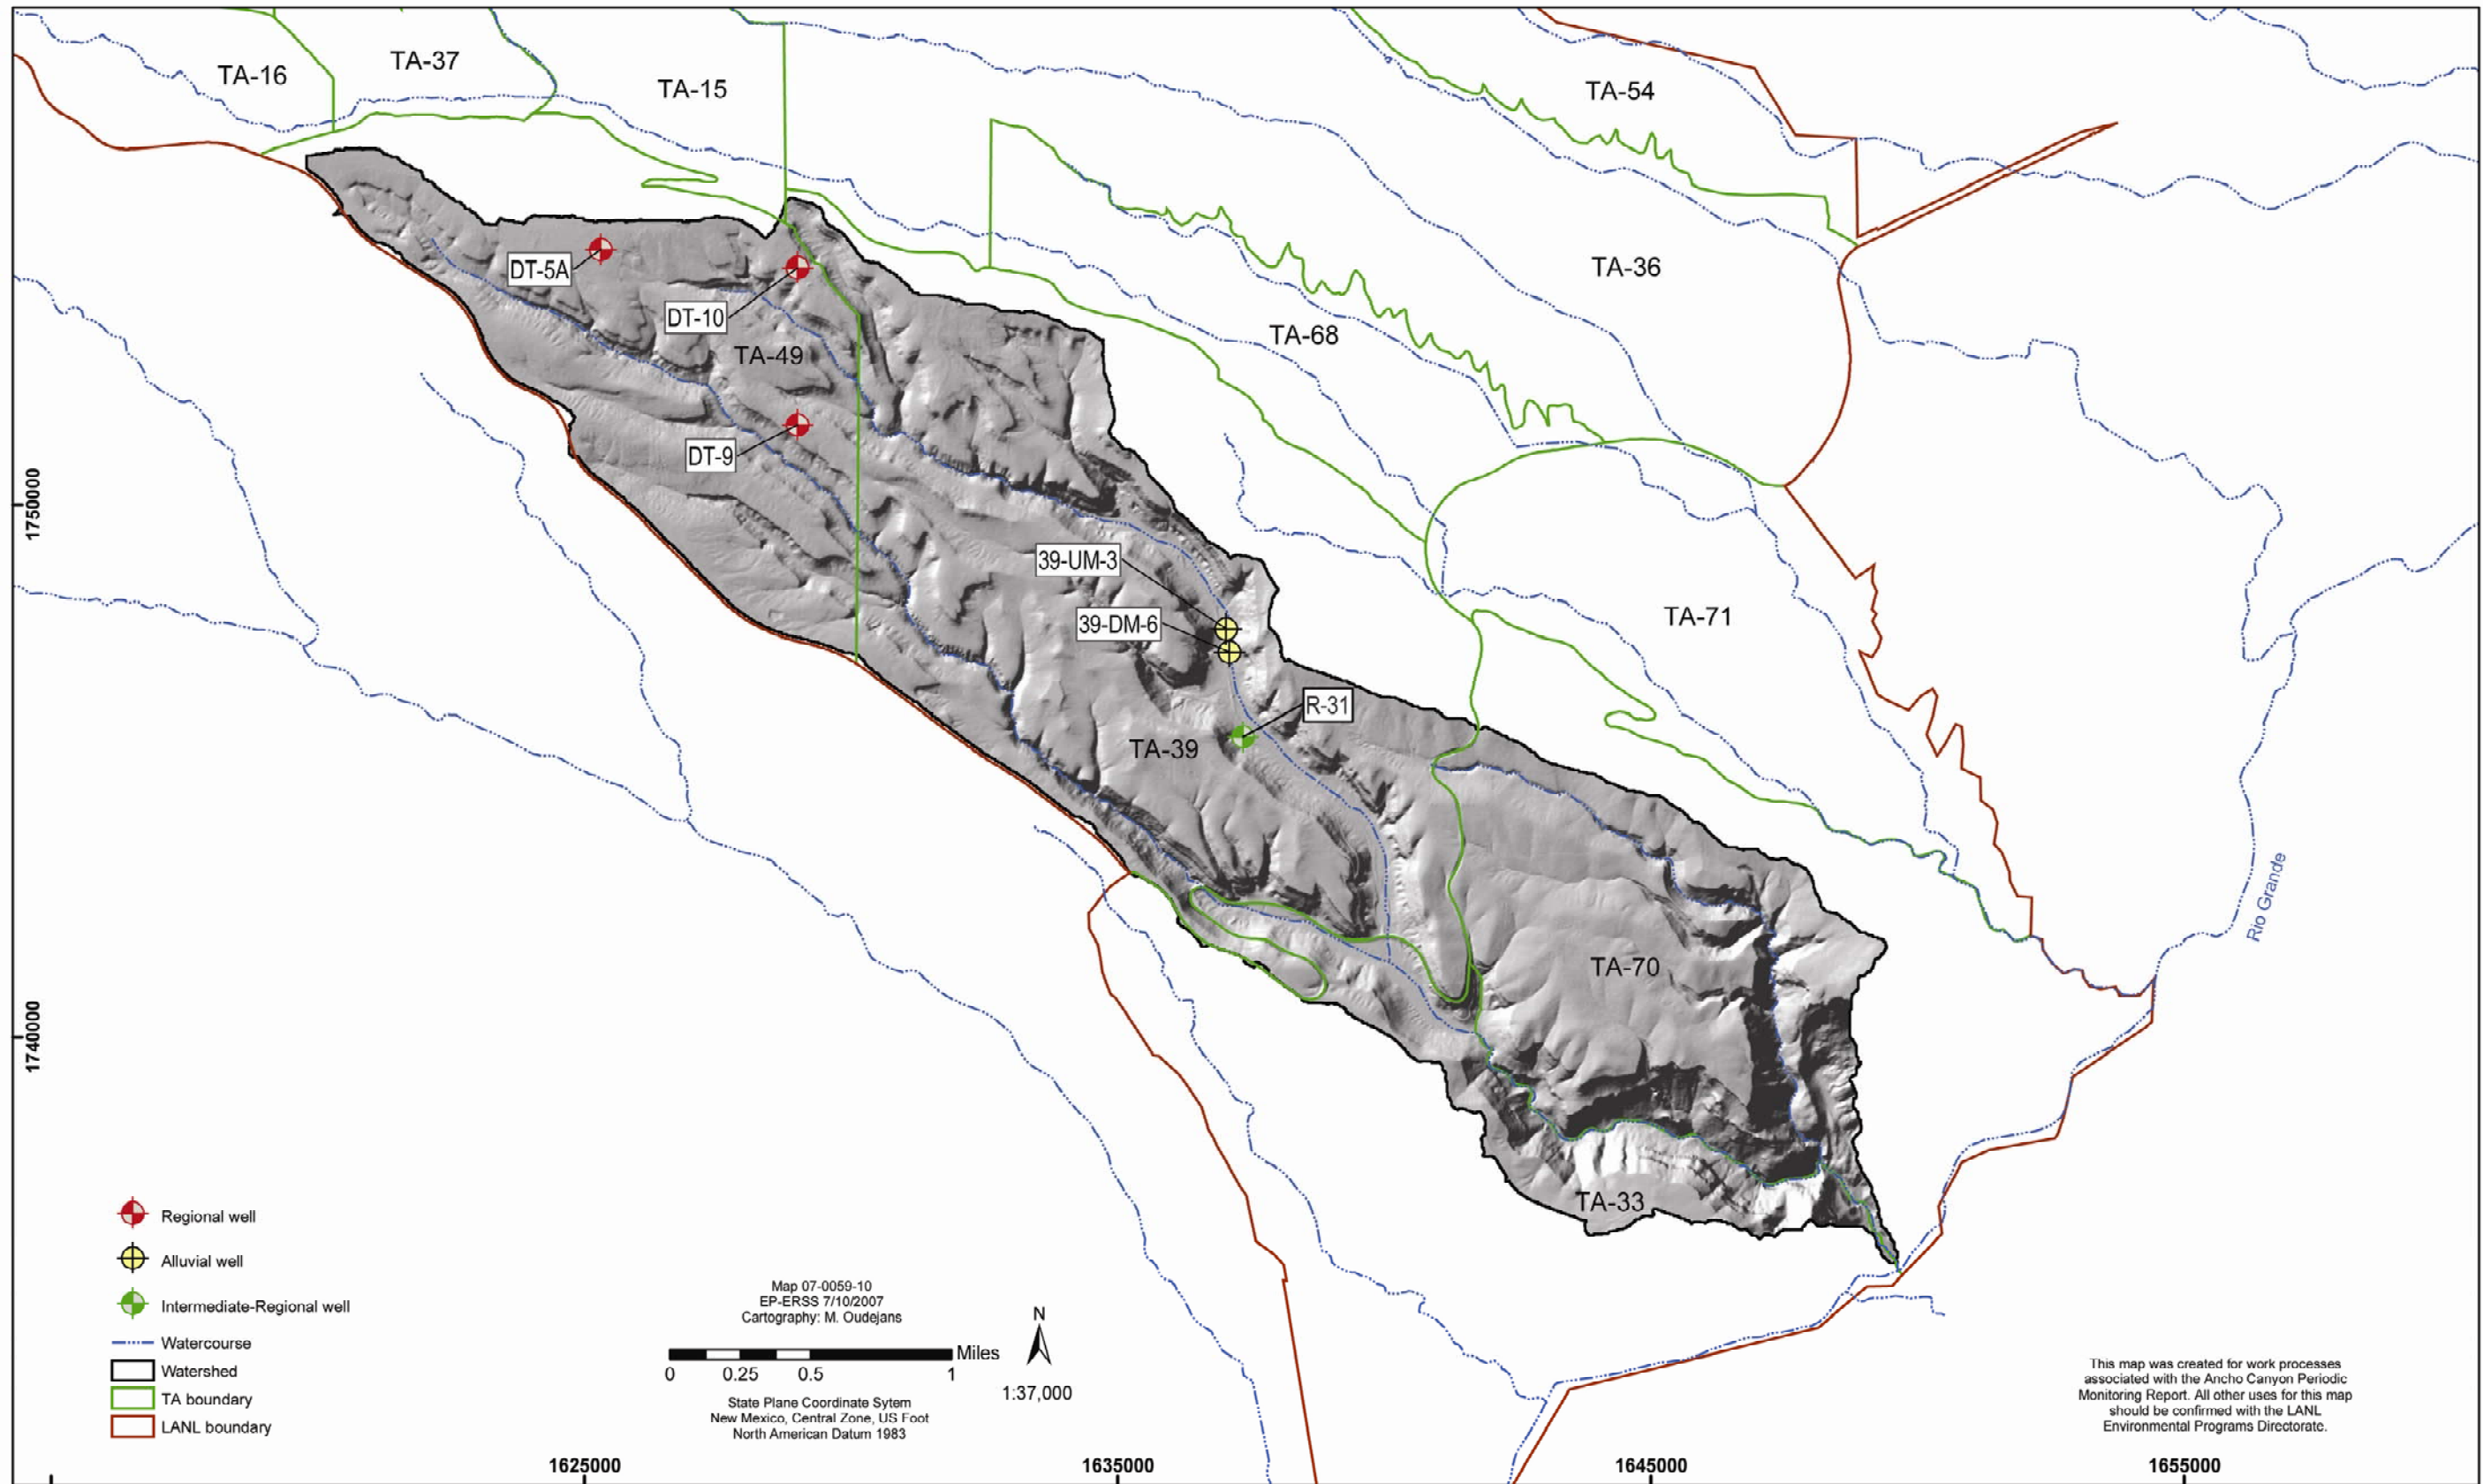 TA-16
TA-37
TA-15
TA-54
TA-36
TA-68
DT-5A
DT-10
TA-49
DT-9
1750000
39-UM-3
39-DM-6
TA-71
R-31
TA-39
Rio Grande
TA-70
1740000
TA-33
Regional well
Alluvial well
Intermediate-Regional well
Watercourse
Watershed
TA boundary
LANL boundary
Map 07-0059-10
EP-ERSS 7/10/2007
Cartography: M. Oudejans
N
Miles
0 0.25 0.5 1
1:37,000
State Plane Coordinate Sytem
New Mexico, Central Zone, US Foot
North American Datum 1983
This map was created for work processes
associated with the Ancho Canyon Periodic
Monitoring Report. All other uses for this map
should be confirmed with the LANL
Environmental Programs Directorate.
1625000 1635000 1645000 1655000